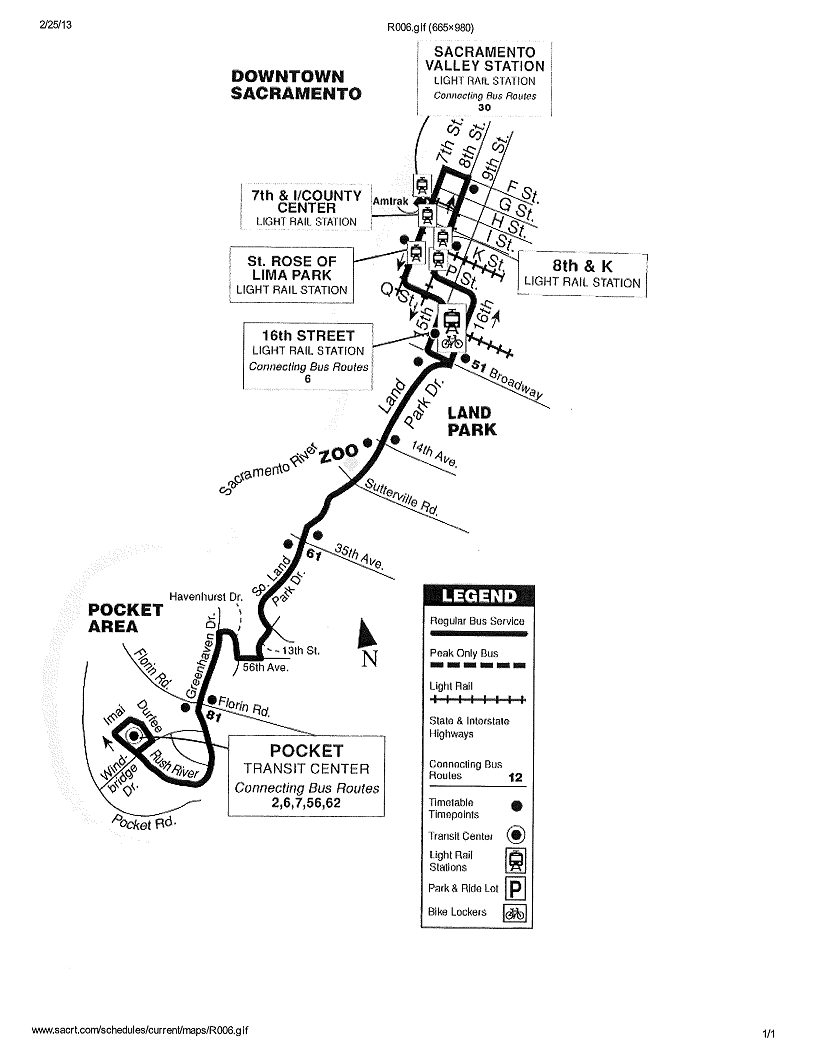 2/25/13
R006.gif (665×980)
DOWNTOWN
SACRAMENTO
SACRAMENTO
VALLEY STATION
LIGHT RAIL STATION
Connecting Bus Routes
30
7th St.
8th St.
9th St.
F St.
G St.
H St.
I St.
K St.
P St.
Q St.
7th & I/COUNTY
CENTER
LIGHT RAIL STATION
Amtrak
St. ROSE OF
LIMA PARK
LIGHT RAIL STATION
8th & K
LIGHT RAIL STATION
15th
16th
16th STREET
LIGHT RAIL STATION
Connecting Bus Routes
6
51 Broadway
Land
Park Dr.
LAND
PARK
ZOO
Sacramento River
14th Ave.
Sutterville Rd.
61
35th Ave.
So. Land
Park Dr.
Havenhurst Dr.
POCKET
AREA
Greenhaven Dr.
13th St.
56th Ave.
N
Florin Rd.
Florin Rd.
81
Imai
Durfee
Rush River
Wind-
bridge
Dr.
Pocket Rd.
POCKET
TRANSIT CENTER
Connecting Bus Routes
2,6,7,56,62
LEGEND
Regular Bus Service
Peak Only Bus
Light Rail
State & Interstate
Highways
Connecting Bus
Routes 12
Timetable
Timepoints
Transit Center
Light Rail
Stations
Park & Ride Lot P
Bike Lockers
www.sacrt.com/schedules/current/maps/R006.gif
1/1